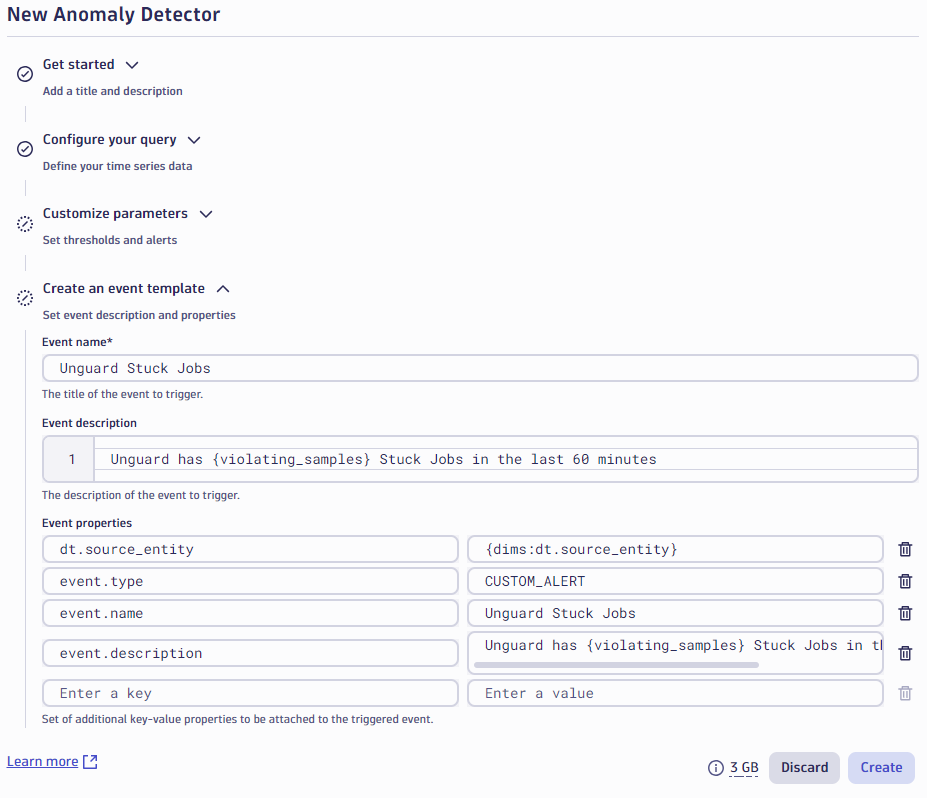 New Anomaly Detector
Get started
Add a title and description
Configure your query
Define your time series data
Customize parameters
Set thresholds and alerts
Create an event template
Set event description and properties
Event name*
Unguard Stuck Jobs
The title of the event to trigger.
Event description
1 Unguard has {violating_samples} Stuck Jobs in the last 60 minutes
The description of the event to trigger.
Event properties
dt.source_entity {dims:dt.source_entity}
event.type CUSTOM_ALERT
event.name Unguard Stuck Jobs
event.description Unguard has {violating_samples} Stuck Jobs in
Enter a key Enter a value
Set of additional key-value properties to be attached to the triggered event.
Learn more 3 GB Discard Create